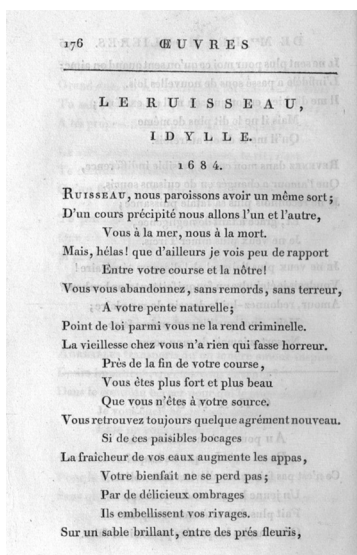 176 ŒUVRES
LE RUISSEAU,
IDYLLE.
1684.
RUISSEAU, nous paroissons avoir un même sort;
D'un cours précipité nous allons l'un et l'autre,
Vous à la mer, nous à la mort.
Mais, hélas! que d'ailleurs je vois peu de rapport
Entre votre course et la nôtre!
Vous vous abandonnez, sans remords, sans terreur,
A votre pente naturelle;
Point de loi parmi vous ne la rend criminelle.
La vieillesse chez vous n'a rien qui fasse horreur.
Près de la fin de votre course,
Vous êtes plus fort et plus beau
Que vous n'êtes à votre source.
Vous retrouvez toujours quelque agrément nouveau.
Si de ces paisibles bocages
La fraîcheur de vos eaux augmente les appas,
Votre bienfait ne se perd pas;
Par de délicieux ombrages
Ils embellissent vos rivages.
Sur un sable brillant, entre des prés fleuris,